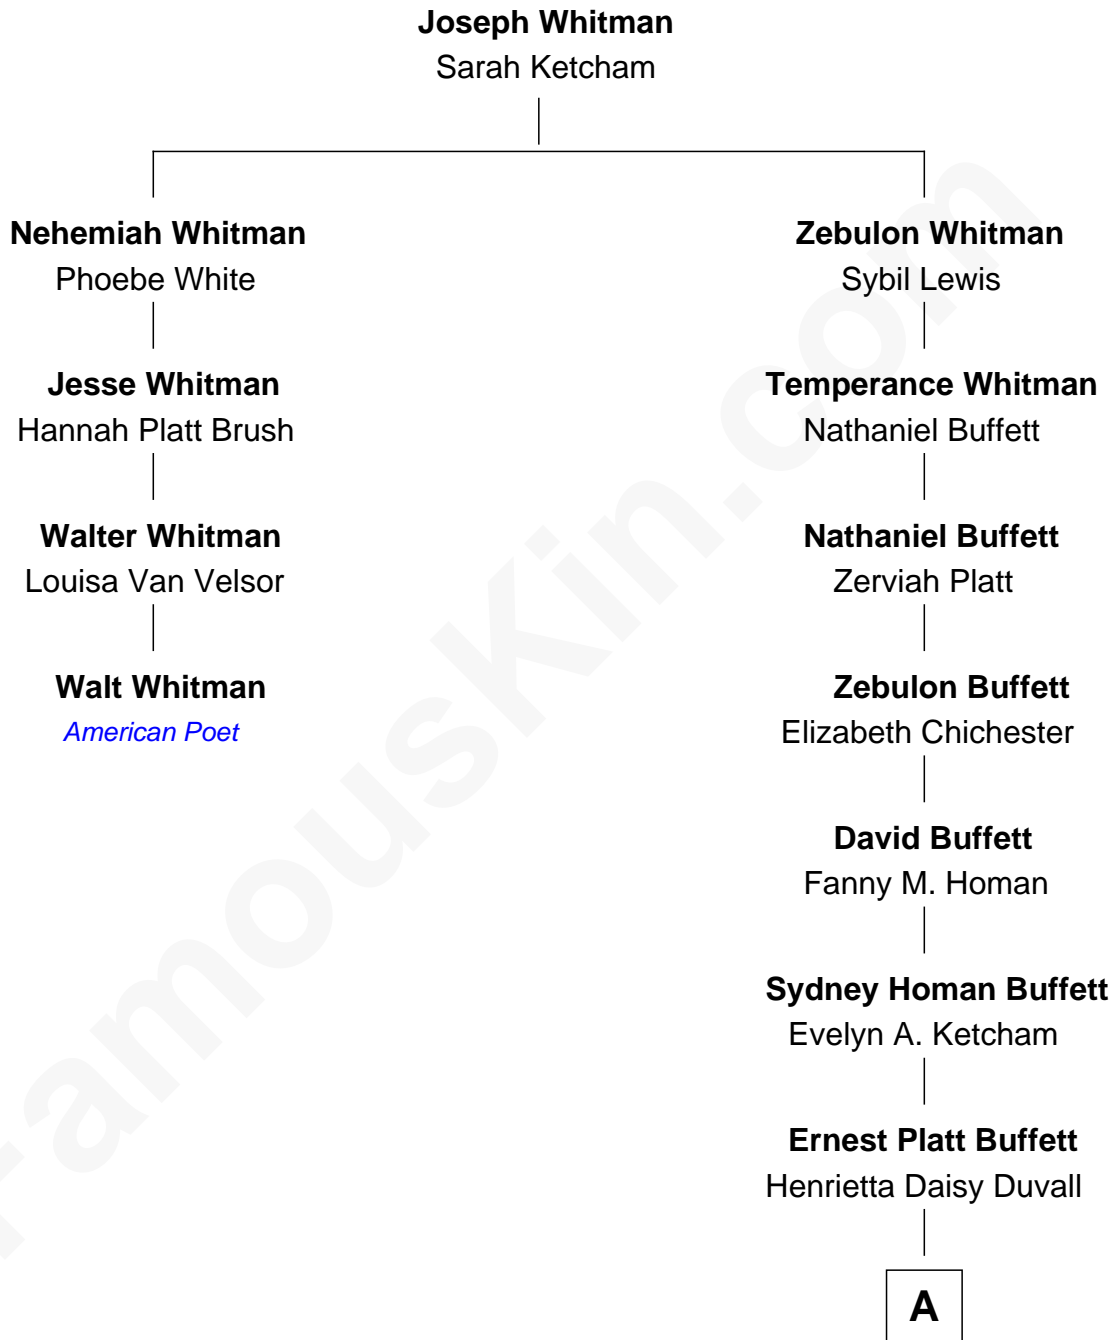 Joseph Whitman
Sarah Ketcham
Nehemiah Whitman
Phoebe White
Jesse Whitman
Hannah Platt Brush
Walter Whitman
Louisa Van Velsor
Walt Whitman
American Poet
Zebulon Whitman
Sybil Lewis
Temperance Whitman
Nathaniel Buffett
Nathaniel Buffett
Zerviah Platt
Zebulon Buffett
Elizabeth Chichester
David Buffett
Fanny M. Homan
Sydney Homan Buffett
Evelyn A. Ketcham
Ernest Platt Buffett
Henrietta Daisy Duvall
A
FamousKin.com